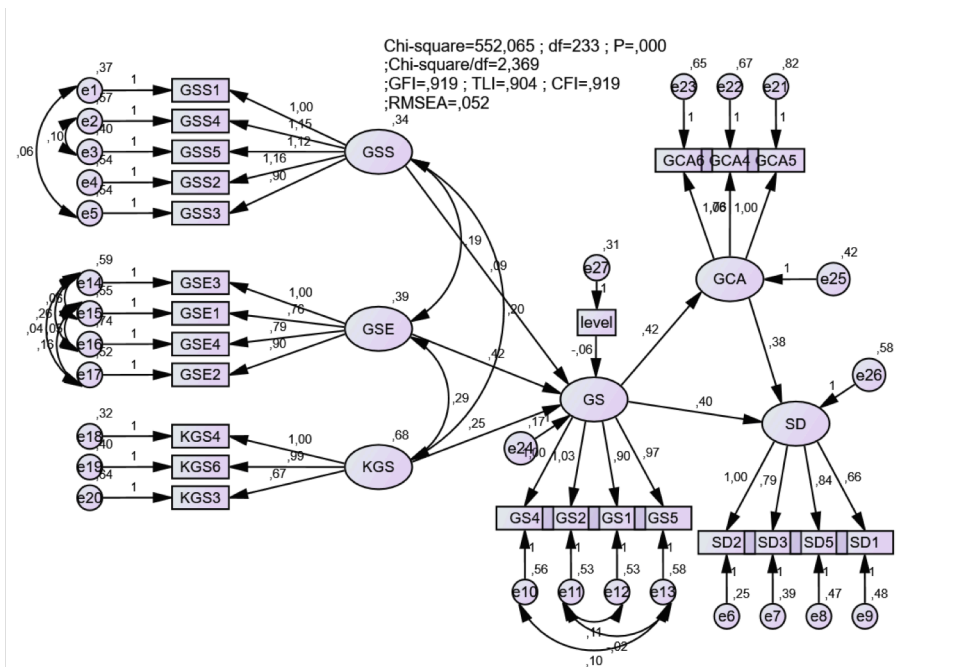 Chi-square=552,065 ; df=233 ; P=,000
;Chi-square/df=2,369
;GFI=,919 ; TLI=,904 ; CFI=,919
;RMSEA=,052
,37
e1 1 GSS1
,57
e2 1 GSS4
,40
e3 1 GSS5
,54
e4 1 GSS2
,54
e5 1 GSS3
,10
,06
1,00
1,15
1,12
1,16
,90
,34
GSS
,59
e14 1 GSE3
,55
e15 1 GSE1
,74
e16 1 GSE4
,52
e17 1 GSE2
,26
,04
,16
1,00
,76
,79
,90
,39
GSE
,32
e18 1 KGS4
,40
e19 1 KGS6
,64
e20 1 KGS3
1,00
,99
,67
,68
KGS
,19
,09
,20
,42
,29
,25
,31
e27
1
level
-,06
GS
,17
e24
1,03
,90
,97
GS4 GS2 GS1 GS5
1 1 1 1
,56 ,53 ,53 ,58
e10 e11 e12 e13
,11
-,02
,10
,65 ,67 ,82
e23 e22 e21
1 1 1
GCA6 GCA4 GCA5
1,00
GCA
1
,42
e25
,42
,38
,40
,58
e26
1
SD
1,00 ,79 ,84 ,66
SD2 SD3 SD5 SD1
1 1 1 1
,25 ,39 ,47 ,48
e6 e7 e8 e9